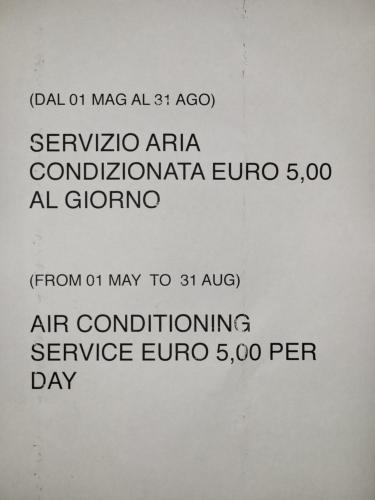 (DAL 01 MAG AL 31 AGO)
SERVIZIO ARIA
CONDIZIONATA EURO 5,00
AL GIORNO
(FROM 01 MAY TO 31 AUG)
AIR CONDITIONING
SERVICE EURO 5,00 PER
DAY